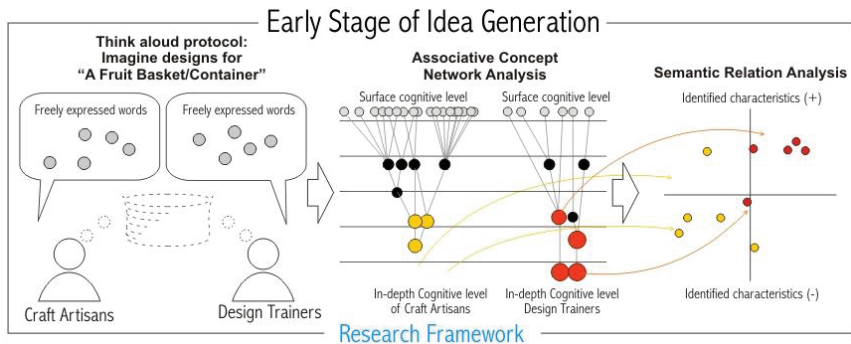 Early Stage of Idea Generation
Think aloud protocol:
Imagine designs for
“A Fruit Basket/Container”
Freely expressed words
Freely expressed words
Craft Artisans
Design Trainers
Associative Concept
Network Analysis
Surface cognitive level
Surface cognitive level
In-depth Cognitive level
of Craft Artisans
In-depth Cognitive level
Design Trainers
Semantic Relation Analysis
Identified characteristics (+)
Identified characteristics (-)
Research Framework